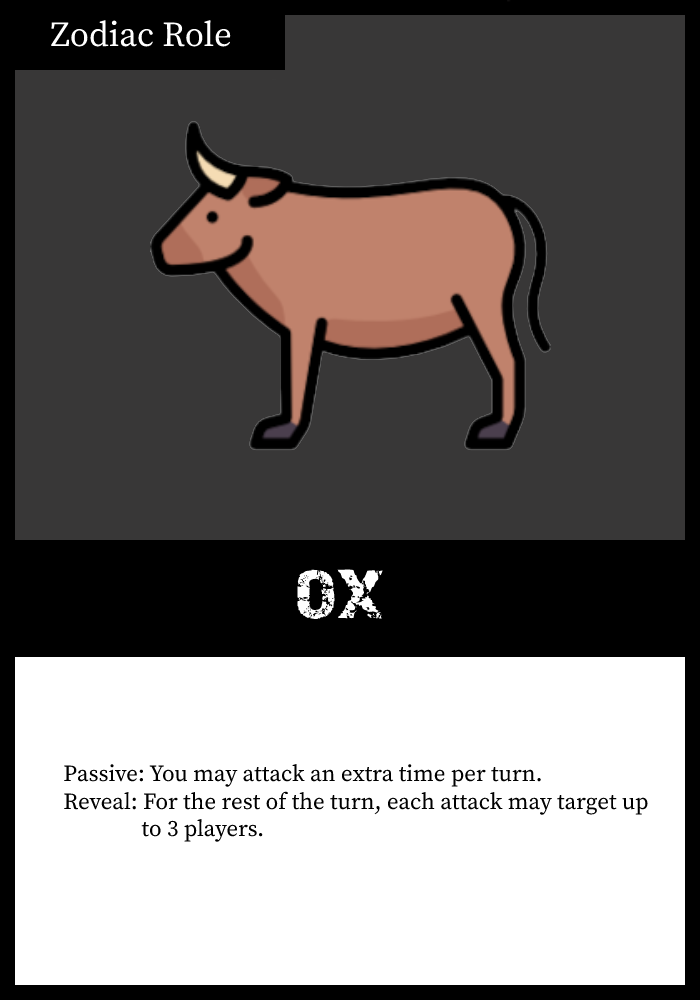 Zodiac Role
OX
Passive: You may attack an extra time per turn.
Reveal: For the rest of the turn, each attack may target up
to 3 players.